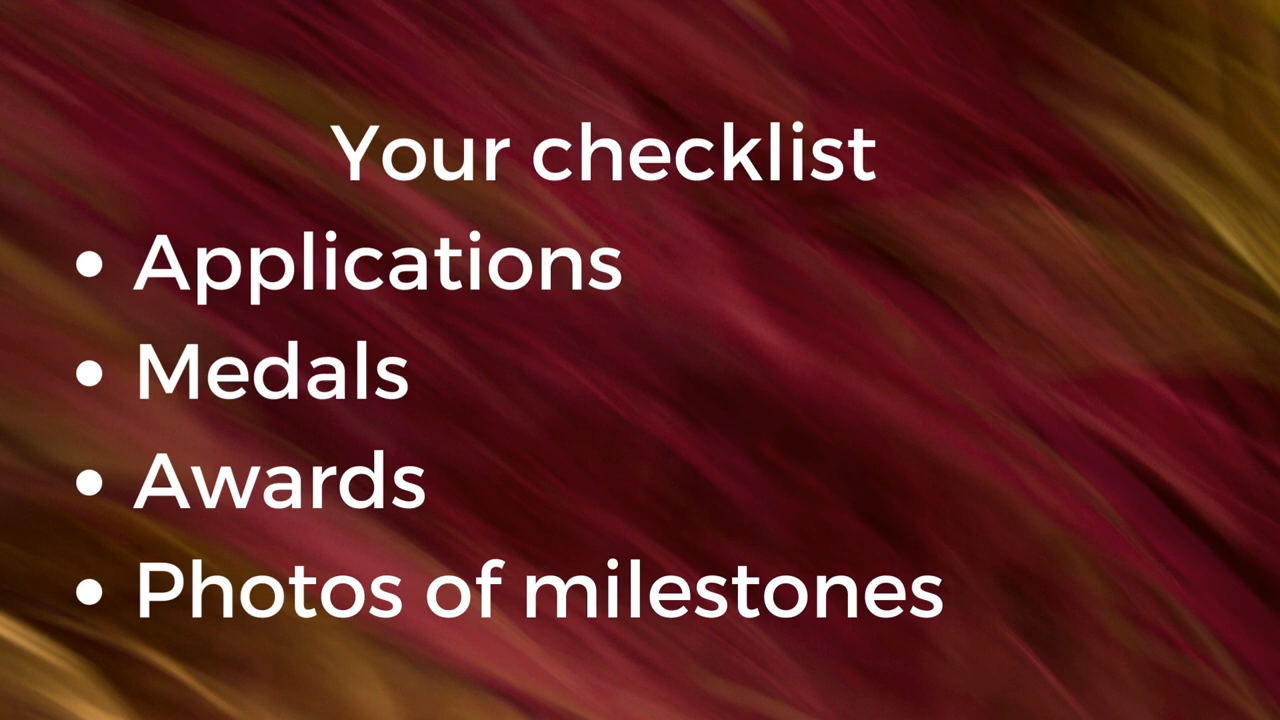 Your checklist
• Applications
• Medals
• Awards
• Photos of milestones